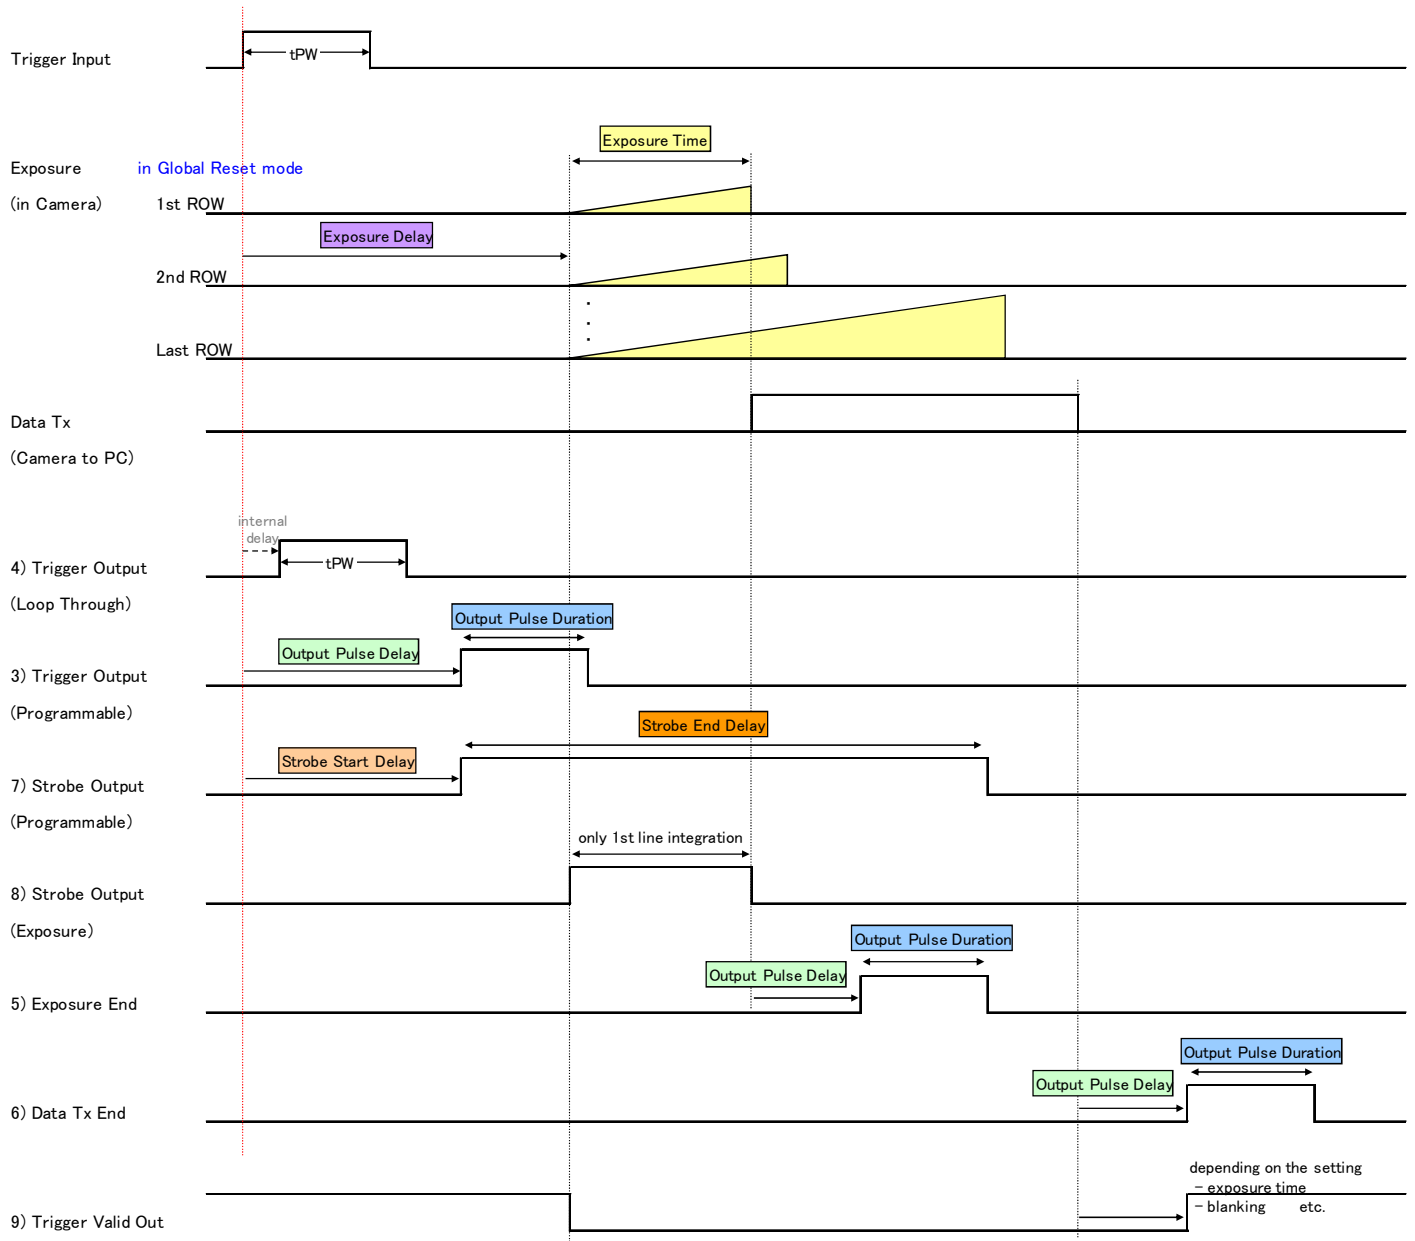 Trigger Input
tPW
Exposure Time
Exposure
in Global Reset mode
(in Camera)
1st ROW
Exposure Delay
2nd ROW
Last ROW
Data Tx
(Camera to PC)
internal
delay
tPW
4) Trigger Output
(Loop Through)
Output Pulse Duration
Output Pulse Delay
3) Trigger Output
(Programmable)
Strobe End Delay
Strobe Start Delay
7) Strobe Output
(Programmable)
only 1st line integration
8) Strobe Output
(Exposure)
Output Pulse Duration
Output Pulse Delay
5) Exposure End
Output Pulse Duration
Output Pulse Delay
6) Data Tx End
depending on the setting
- exposure time
- blanking etc.
9) Trigger Valid Out